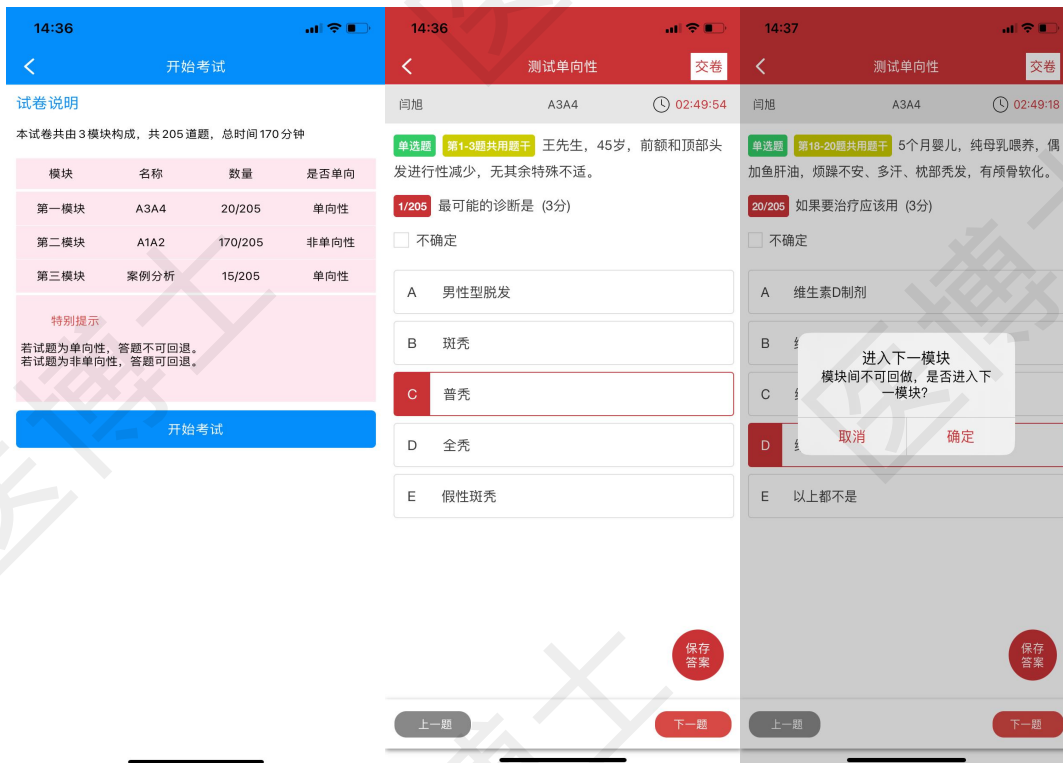 14:36
开始考试
试卷说明
本试卷共由3模块构成，共205道题，总时间170分钟
模块 名称 数量 是否单向
第一模块 A3A4 20/205 单向性
第二模块 A1A2 170/205 非单向性
第三模块 案例分析 15/205 单向性
特别提示
若试题为单向性，答题不可回退。
若试题为非单向性，答题可回退。
开始考试
14:36
测试单向性 交卷
闫旭 A3A4 02:49:54
单选题 第1-3题共用题干 王先生，45岁，前额和顶部头
发进行性减少，无其余特殊不适。
1/205 最可能的诊断是 (3分)
不确定
A 男性型脱发
B 斑秃
C 普秃
D 全秃
E 假性斑秃
保存
答案
上一题 下一题
14:37
测试单向性 交卷
闫旭 A3A4 02:49:18
单选题 第18-20题共用题干 5个月婴儿，纯母乳喂养，偶
加鱼肝油，烦躁不安、多汗、枕部秃发，有颅骨软化。
20/205 如果要治疗应该用 (3分)
不确定
A 维生素D制剂
B
C
D
E 以上都不是
进入下一模块
模块间不可回做，是否进入下
一模块?
取消 确定
保存
答案
上一题 下一题
医博士